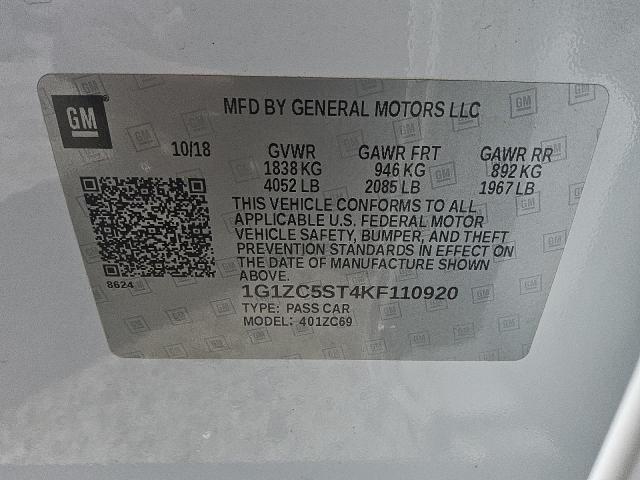 GM
MFD BY GENERAL MOTORS LLC
10/18 GVWR GAWR FRT GAWR RR
1838 KG 946 KG 892 KG
4052 LB 2085 LB 1967 LB
THIS VEHICLE CONFORMS TO ALL
APPLICABLE U.S. FEDERAL MOTOR
VEHICLE SAFETY, BUMPER, AND THEFT
PREVENTION STANDARDS IN EFFECT ON
THE DATE OF MANUFACTURE SHOWN
ABOVE.
8624
1G1ZC5ST4KF110920
TYPE: PASS CAR
MODEL: 401ZC69